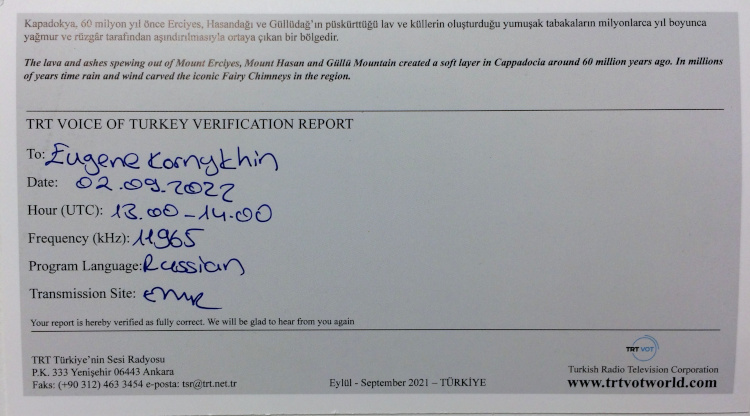 Kapadokya, 60 milyon yıl önce Erciyes, Hasandağı ve Güllüdağ'ın püskürttüğü lav ve küllerin oluşturduğu yumuşak tabakaların milyonlarca yıl boyunca
yağmur ve rüzgâr tarafından aşındırılmasıyla ortaya çıkan bir bölgedir.
The lava and ashes spewing out of Mount Erciyes, Mount Hasan and Güllü Mountain created a soft layer in Cappadocia around 60 million years ago. In millions
of years time rain and wind carved the iconic Fairy Chimneys in the region.
TRT VOICE OF TURKEY VERIFICATION REPORT
To: Eugene Kornykhin
Date: 02.09.2022
Hour (UTC): 13.00-14.00
Frequency (kHz): 11965
Program Language: Russian
Transmission Site: EMR
Your report is hereby verified as fully correct. We will be glad to hear from you again
TRT Türkiye'nin Sesi Radyosu
P.K. 333 Yenişehir 06443 Ankara
Faks: (+90 312) 463 3454 e-posta: tsr@trt.net.tr
Eylül - September 2021 – TÜRKİYE
TRT VOT
Turkish Radio Television Corporation
www.trtvotworld.com